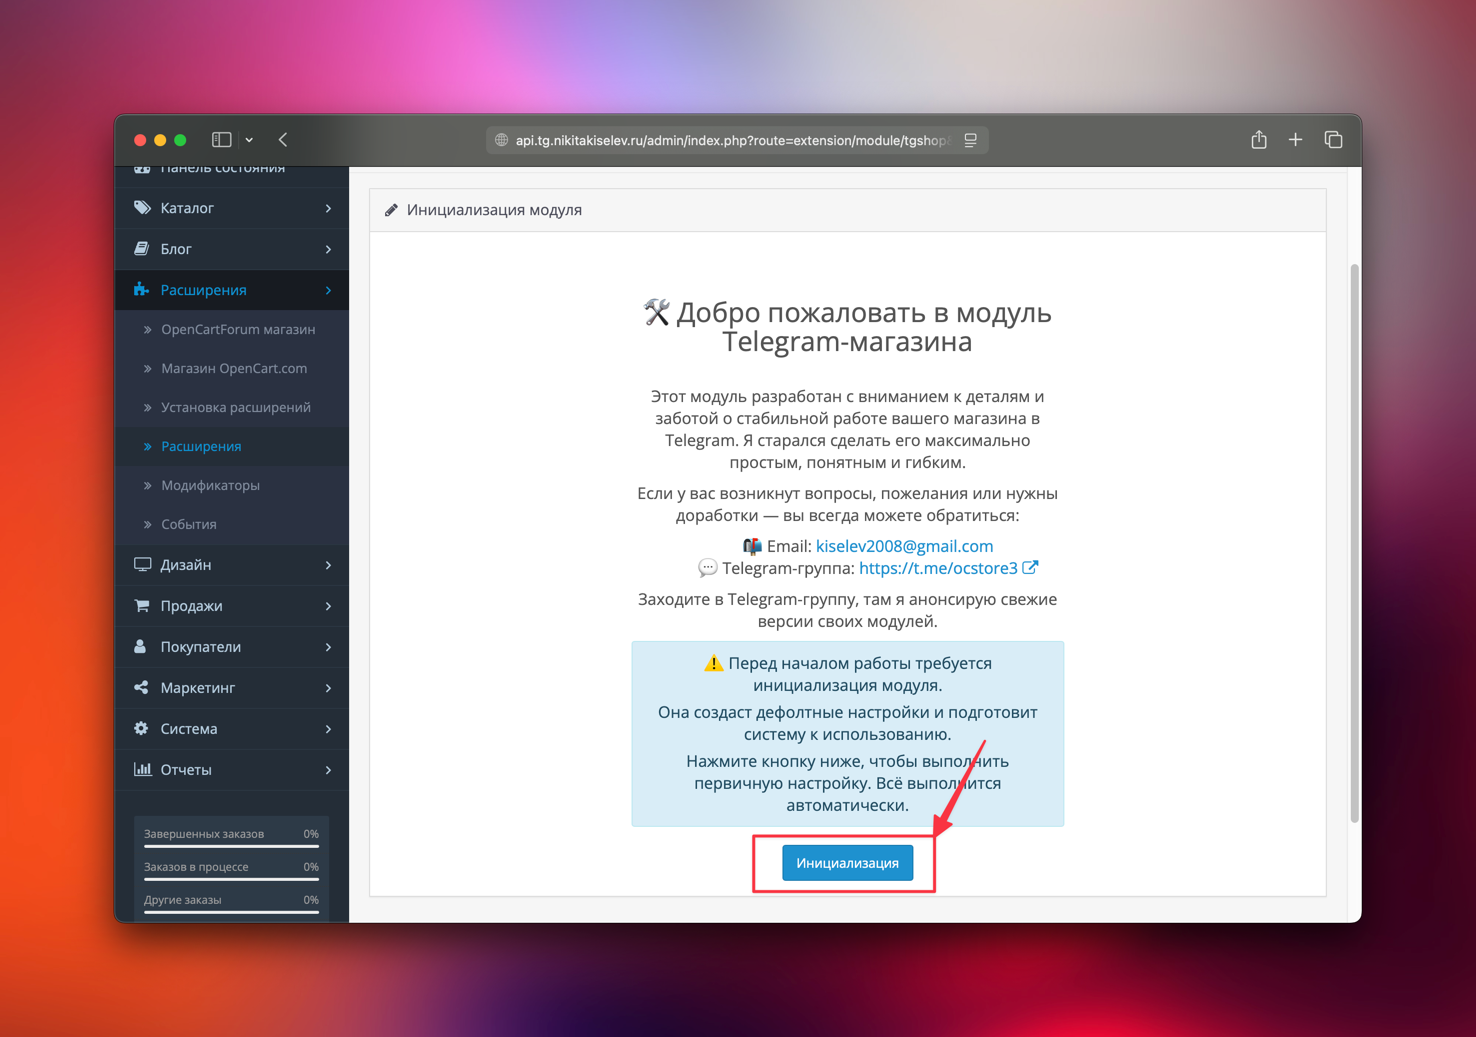 api.tg.nikitakiselev.ru/admin/index.php?route=extension/module/tgshop
Панель состояния
Каталог
Блог
Расширения
OpenCartForum магазин
Магазин OpenCart.com
Установка расширений
Расширения
Модификаторы
События
Дизайн
Продажи
Покупатели
Маркетинг
Система
Отчеты
Завершенных заказов 0%
Заказов в процессе 0%
Другие заказы 0%
Инициализация модуля
🛠 Добро пожаловать в модуль
Telegram-магазина
Этот модуль разработан с вниманием к деталям и
заботой о стабильной работе вашего магазина в
Telegram. Я старался сделать его максимально
простым, понятным и гибким.
Если у вас возникнут вопросы, пожелания или нужны
доработки — вы всегда можете обратиться:
📬 Email: kiselev2008@gmail.com
💬 Telegram-группа: https://t.me/ocstore3
Заходите в Telegram-группу, там я анонсирую свежие
версии своих модулей.
⚠️ Перед началом работы требуется
инициализация модуля.
Она создаст дефолтные настройки и подготовит
систему к использованию.
Нажмите кнопку ниже, чтобы выполнить
первичную настройку. Всё выполнится
автоматически.
Инициализация